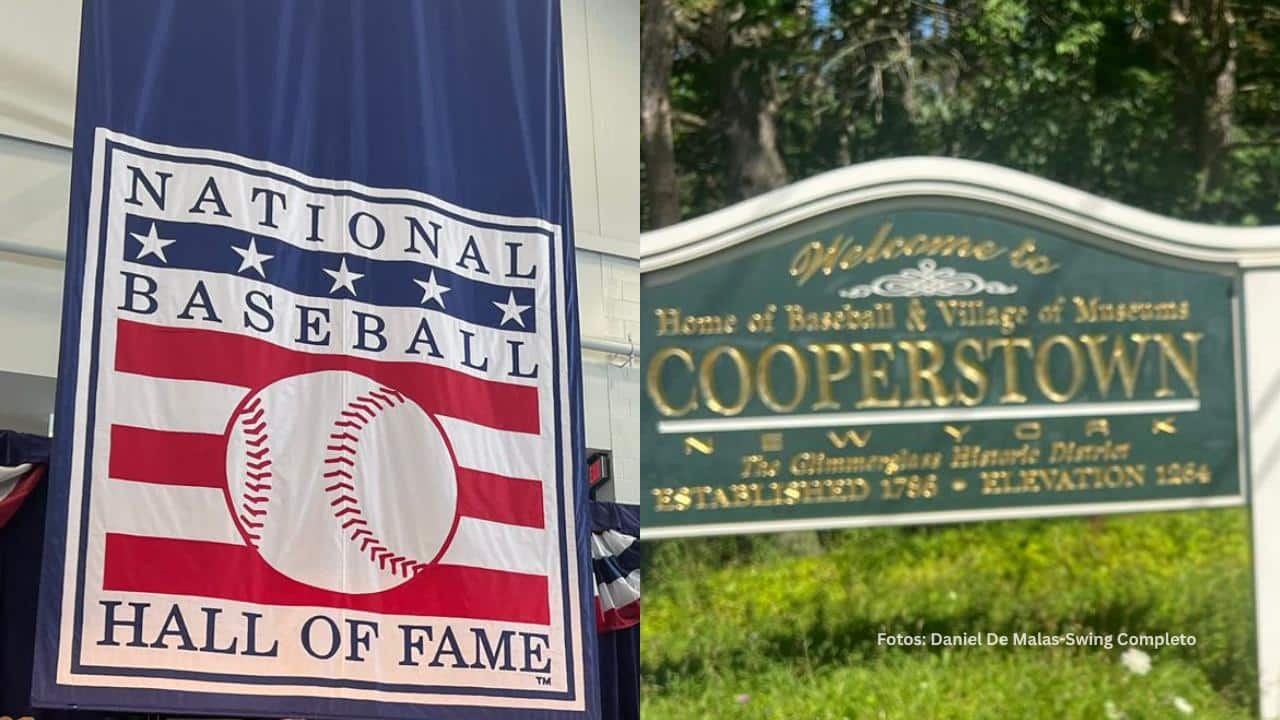 NATIONAL
BASEBALL
HALL OF FAME
TM
Welcome to
Home of Baseball & Village of Museums
COOPERSTOWN
NEW YORK
The Glimmerglass Historic District
ESTABLISHED 1786 • ELEVATION 1264
Fotos: Daniel De Malas-Swing Completo